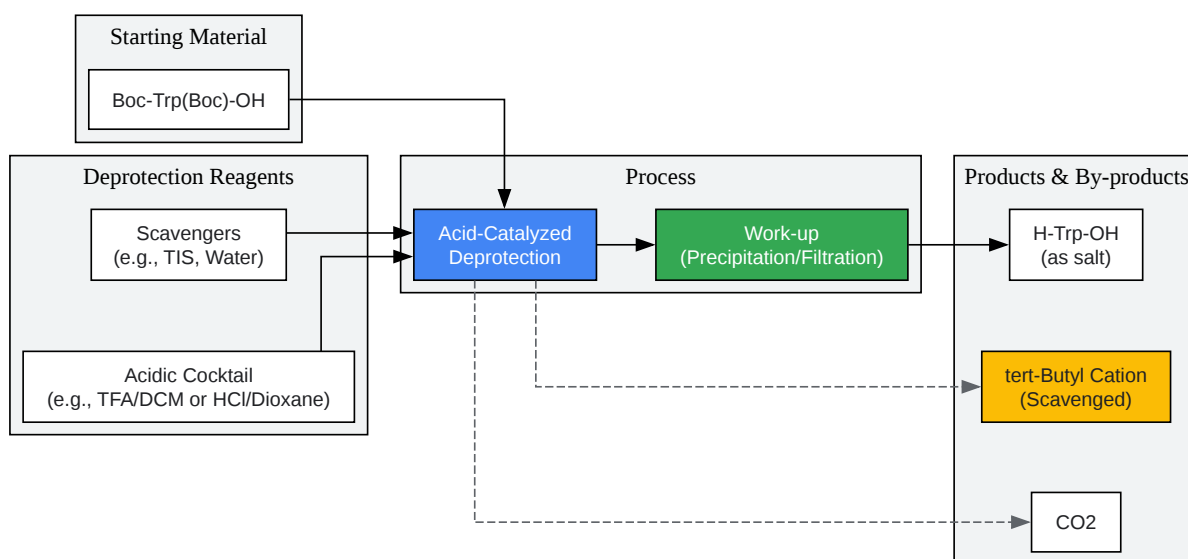 Starting Material
Boc-Trp(Boc)-OH
Deprotection Reagents
Scavengers
(e.g., TIS, Water)
Acidic Cocktail
(e.g., TFA/DCM or HCl/Dioxane)
Process
Acid-Catalyzed
Deprotection
Work-up
(Precipitation/Filtration)
Products & By-products
H-Trp-OH
(as salt)
tert-Butyl Cation
(Scavenged)
CO2